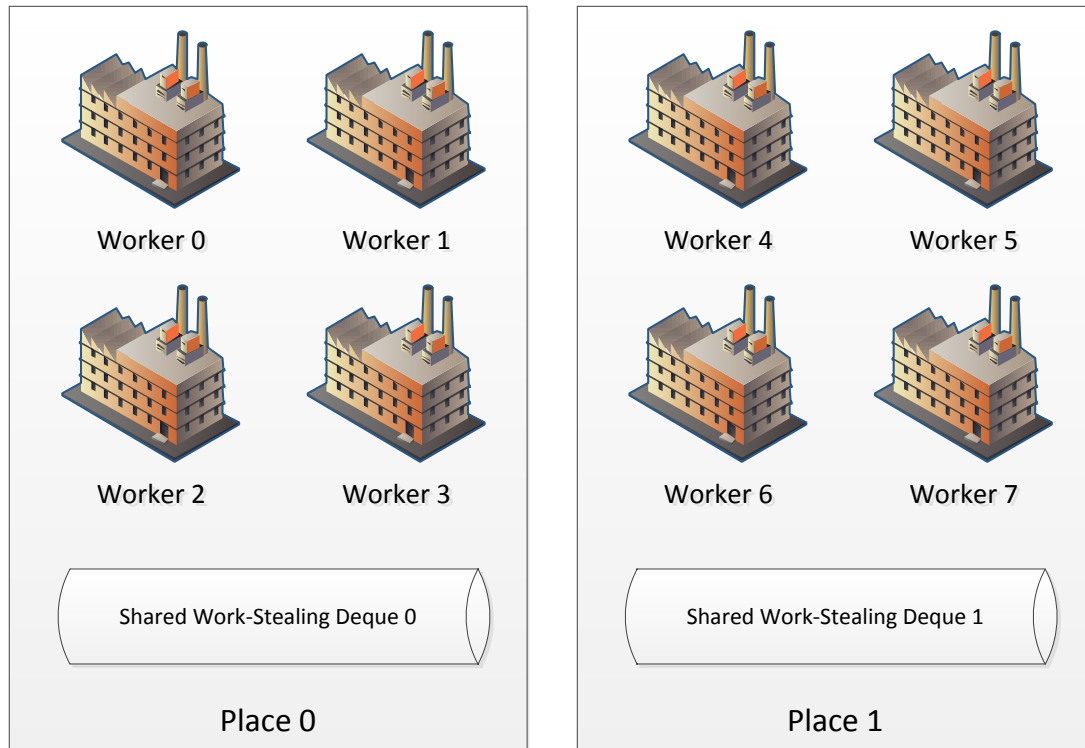 Worker 0
Worker 1
Worker 2
Worker 3
Shared Work-Stealing Deque 0
Place 0
Worker 4
Worker 5
Worker 6
Worker 7
Shared Work-Stealing Deque 1
Place 1